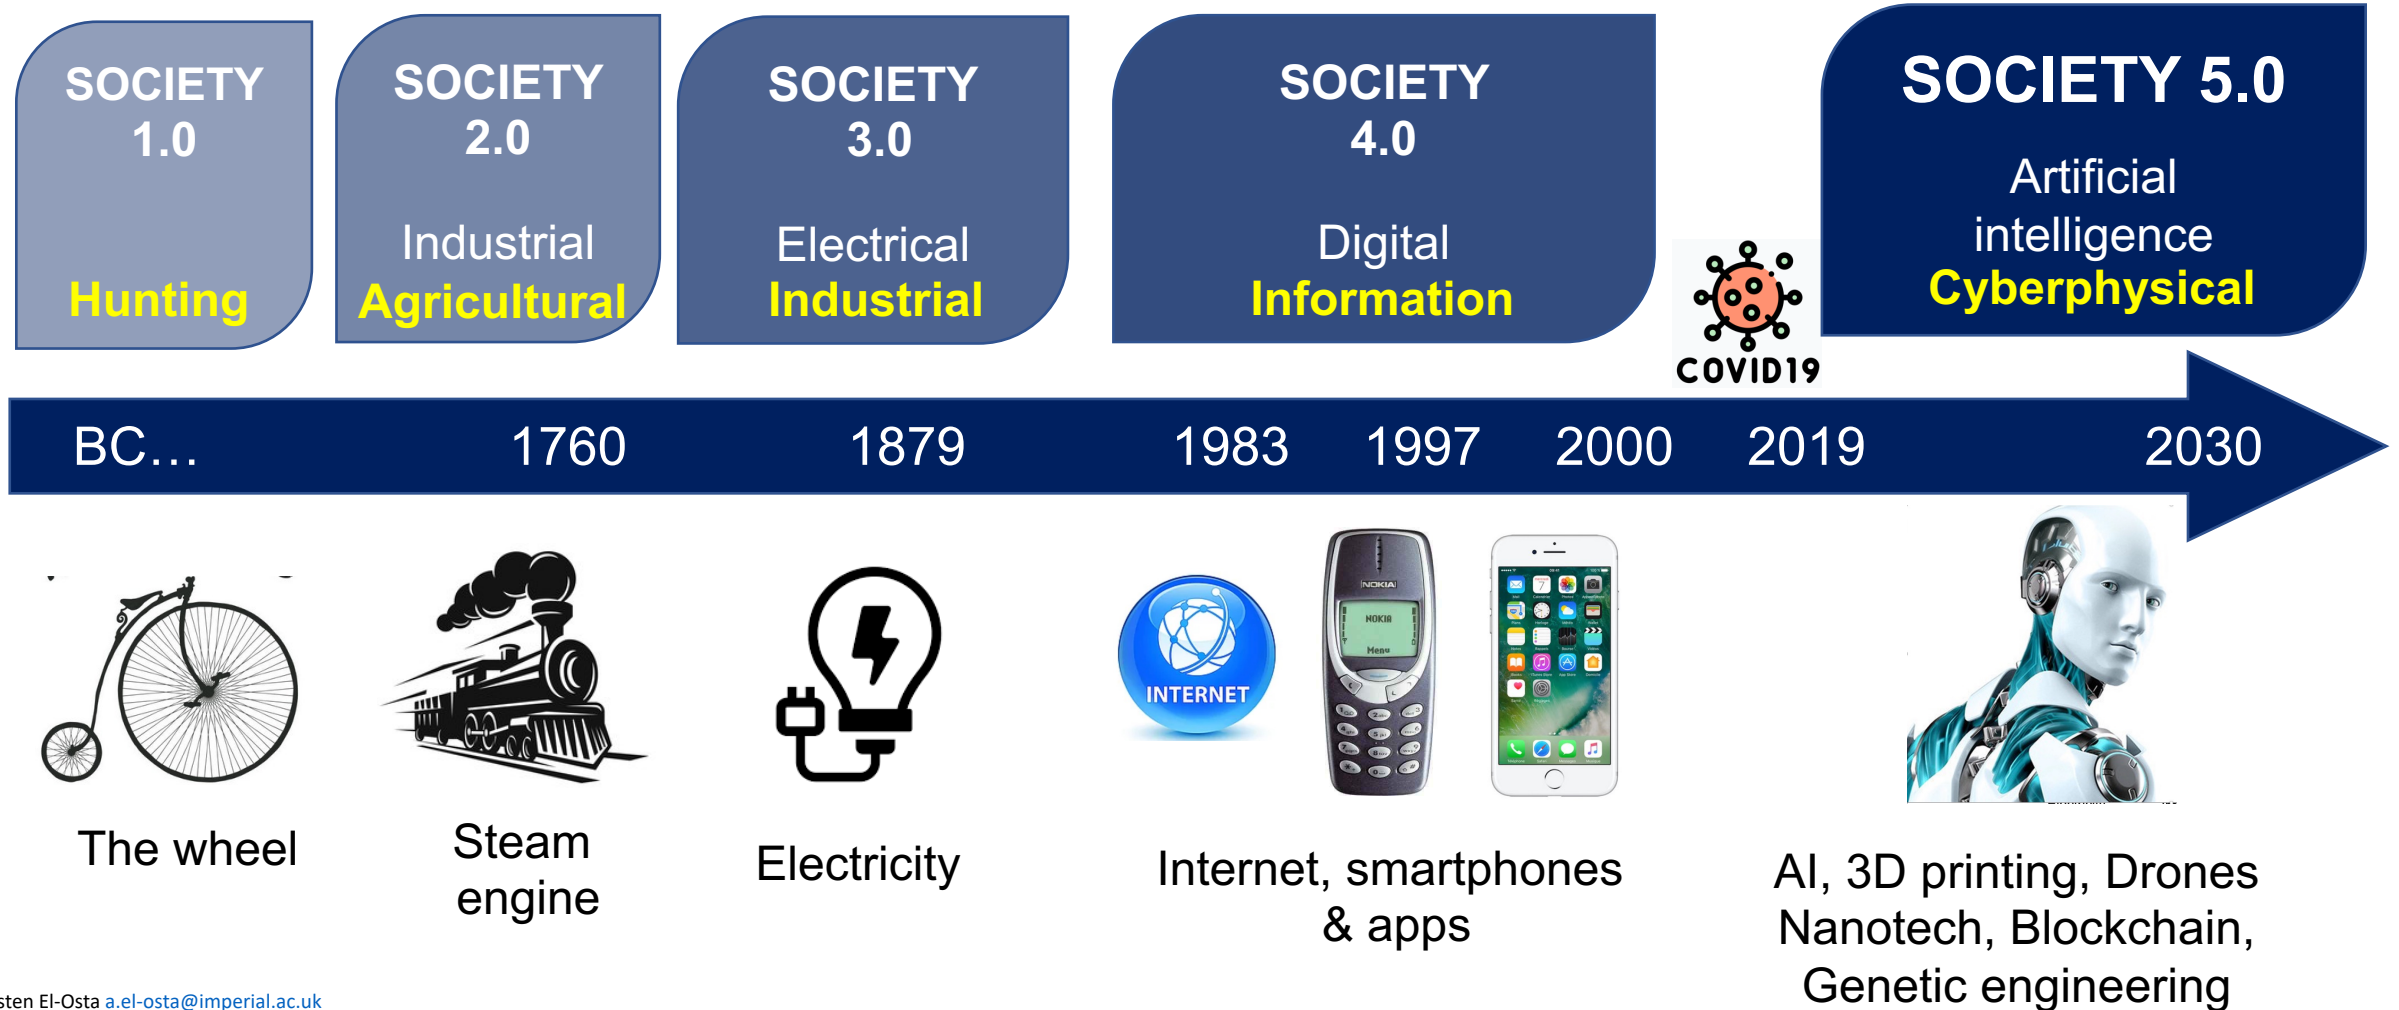 SOCIETY
1.0
Hunting
SOCIETY
2.0
Industrial
Agricultural
SOCIETY
3.0
Electrical
Industrial
SOCIETY
4.0
Digital
Information
COVID19
SOCIETY 5.0
Artificial
intelligence
Cyberphysical
BC... 1760 1879 1983 1997 2000 2019 2030
INTERNET
NOKIA
NOKIA
Menu
The wheel
Steam
engine
Electricity
Internet, smartphones
& apps
AI, 3D printing, Drones
Nanotech, Blockchain,
Genetic engineering
sten El-Osta a.el-osta@imperial.ac.uk